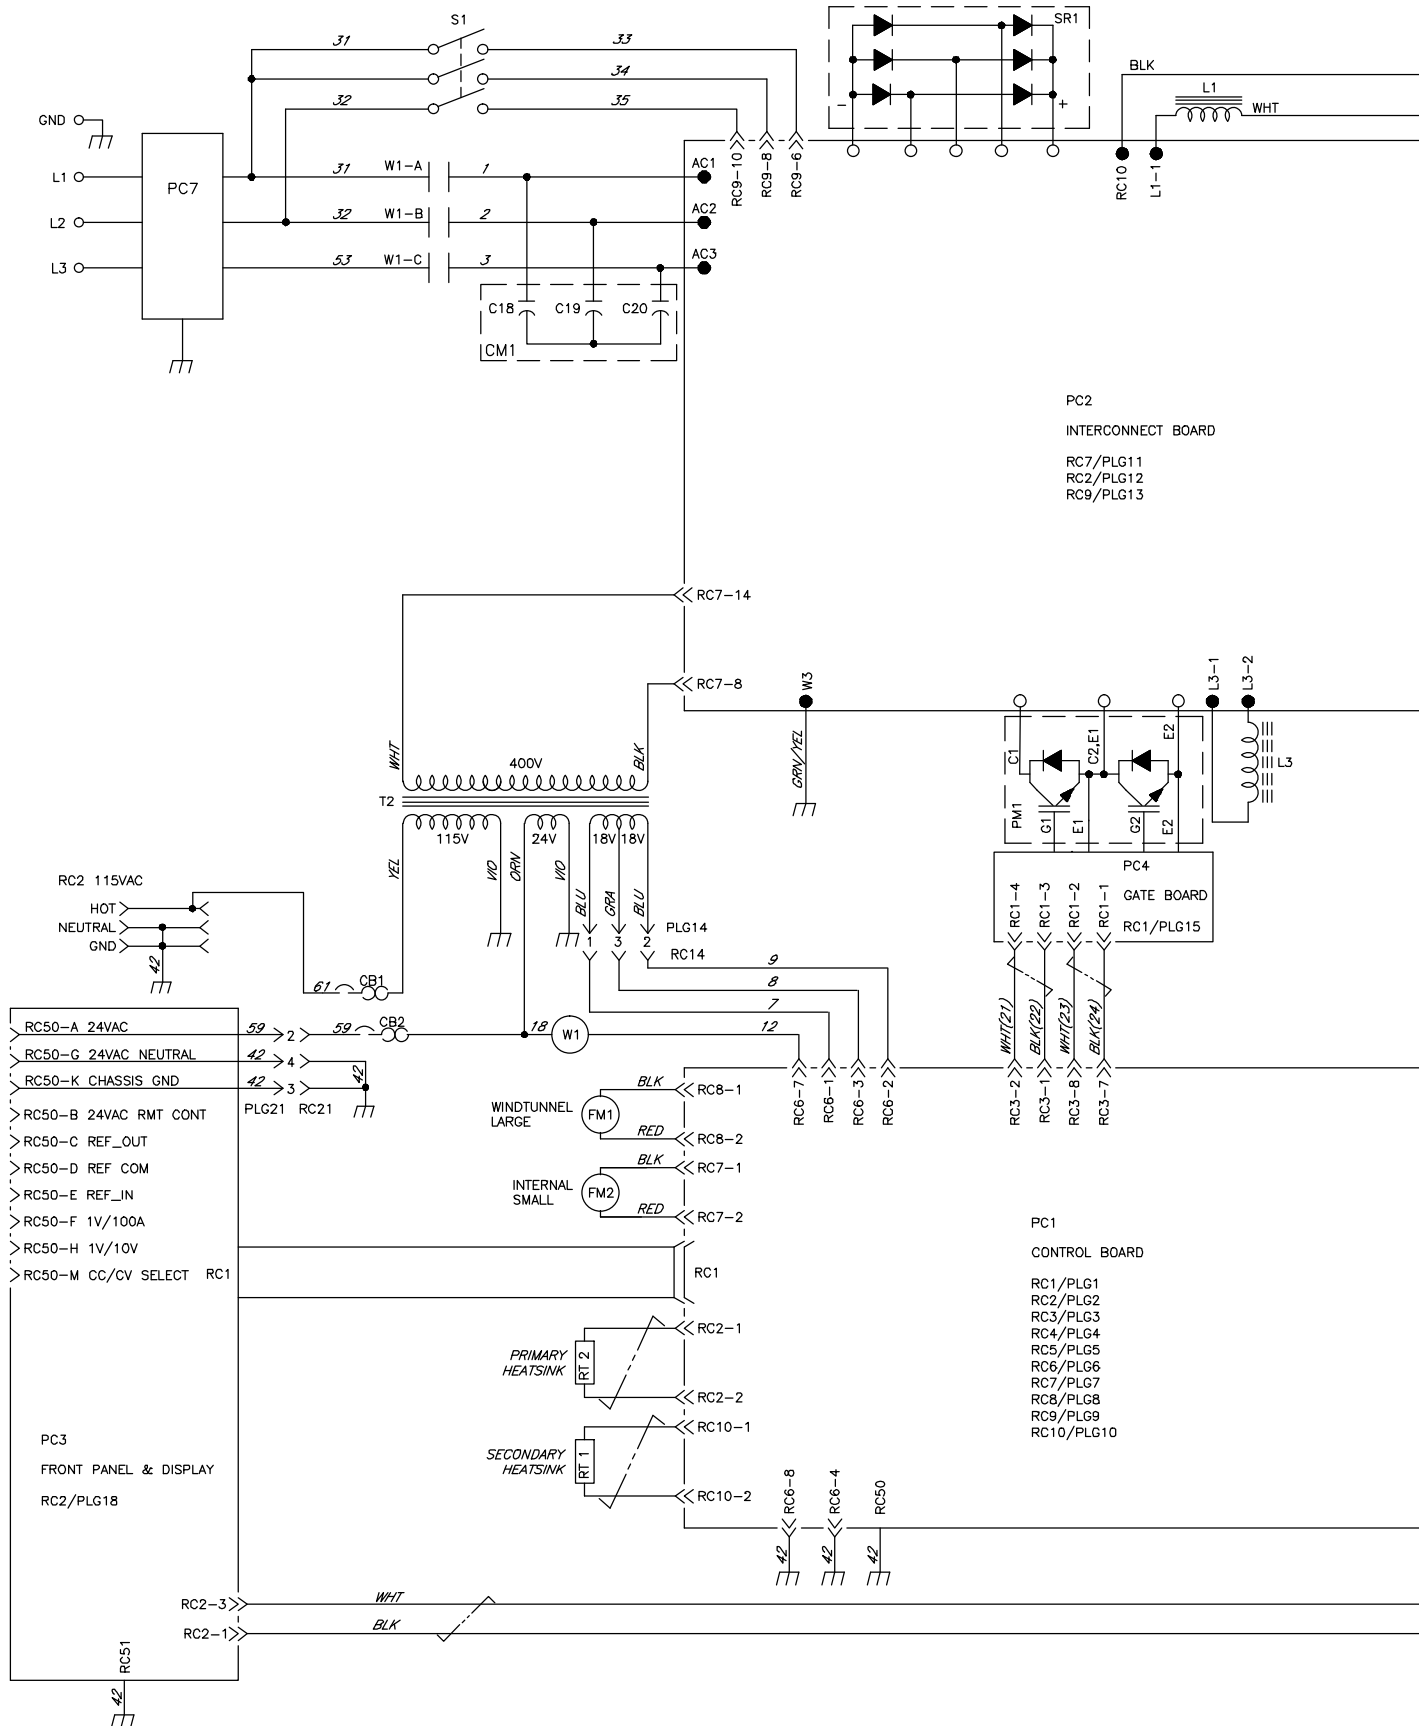 S1
31
33
34
32
35
SR1
-
+
BLK
L1
WHT
GND
L1
L2
L3
PC7
31
W1-A
1
AC1
32
W1-B
2
AC2
53
W1-C
3
AC3
RC9-10
RC9-8
RC9-6
RC10
L1-1
C18
C19
C20
CM1
PC2
INTERCONNECT BOARD
RC7/PLG11
RC2/PLG12
RC9/PLG13
RC7-14
RC7-8
W3
GRN/YEL
L3-1
L3-2
L3
C1
C2,E1
E2
PM1
G1
E1
G2
E2
WHT
BLK
400V
T2
115V
24V
18V 18V
YEL
VIO
ORN
VIO
BLU
GRA
BLU
PLG14
1 3 2
RC14
PC4
GATE BOARD
RC1/PLG15
RC1-4
RC1-3
RC1-2
RC1-1
WHT(21)
BLK(22)
WHT(23)
BLK(24)
RC3-2
RC3-1
RC3-8
RC3-7
RC2 115VAC
HOT
NEUTRAL
GND
42
61
CB1
9
8
7
12
18
W1
RC6-7
RC6-1
RC6-3
RC6-2
RC50-A 24VAC
59
2
59
CB2
RC50-G 24VAC NEUTRAL
42
4
RC50-K CHASSIS GND
42
3
42
PLG21 RC21
RC50-B 24VAC RMT CONT
RC50-C REF_OUT
RC50-D REF COM
RC50-E REF_IN
RC50-F 1V/100A
RC50-H 1V/10V
RC50-M CC/CV SELECT RC1
WINDTUNNEL
LARGE
FM1
BLK
RC8-1
RED
RC8-2
INTERNAL
SMALL
FM2
BLK
RC7-1
RED
RC7-2
RC1
PRIMARY
HEATSINK
RT 2
RC2-1
RC2-2
SECONDARY
HEATSINK
RT 1
RC10-1
RC10-2
PC1
CONTROL BOARD
RC1/PLG1
RC2/PLG2
RC3/PLG3
RC4/PLG4
RC5/PLG5
RC6/PLG6
RC7/PLG7
RC8/PLG8
RC9/PLG9
RC10/PLG10
RC6-8
RC6-4
RC50
42
42
42
PC3
FRONT PANEL & DISPLAY
RC2/PLG18
RC2-3
WHT
RC2-1
BLK
RC51
42